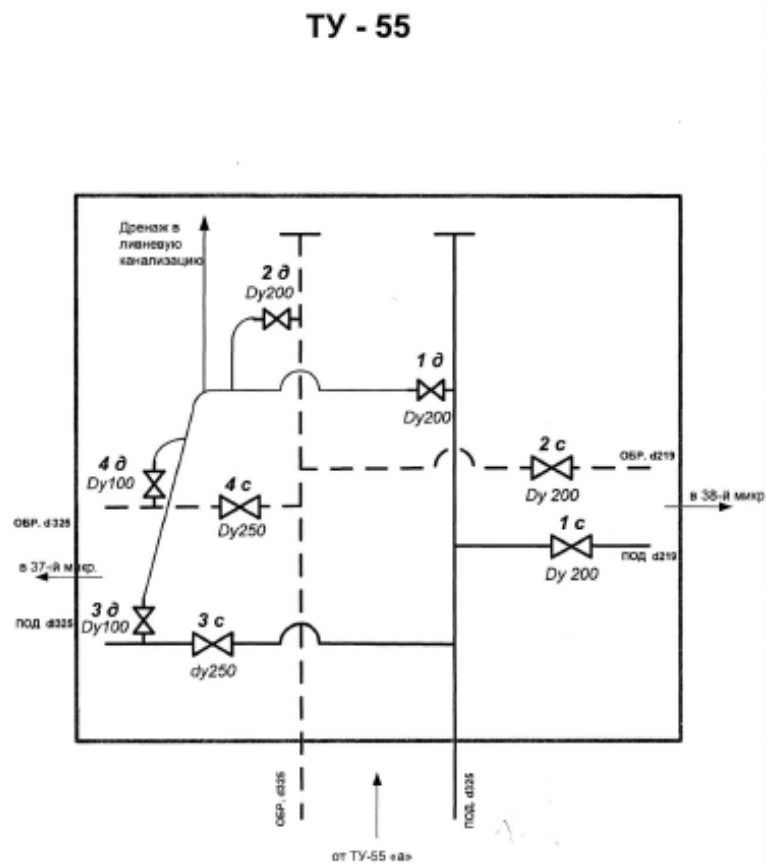 ТУ - 55
Дренаж в
ливневую
канализацию
2 д
Dy200
1 д
Dy200
2 с
ОБР. d219
Dy 200
4 д
Dy100
4 с
Dy250
ОБР. d325
в 38-й микр
1 с
ПОД d219
Dy 200
в 37-й микр.
3 д
Dy100
ПОД d325
3 с
dy250
ОБР. d325
ПОД. d325
от ТУ-55 «а»